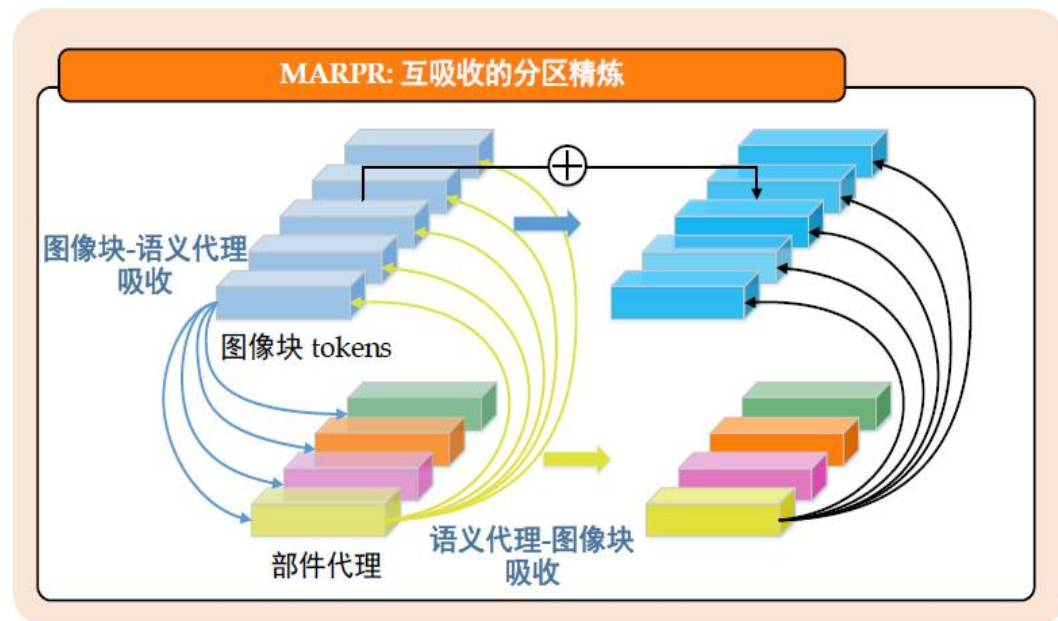 MARPR: 互吸收的分区精炼
图像块-语义代理
吸收
图像块 tokens
部件代理
语义代理-图像块
吸收